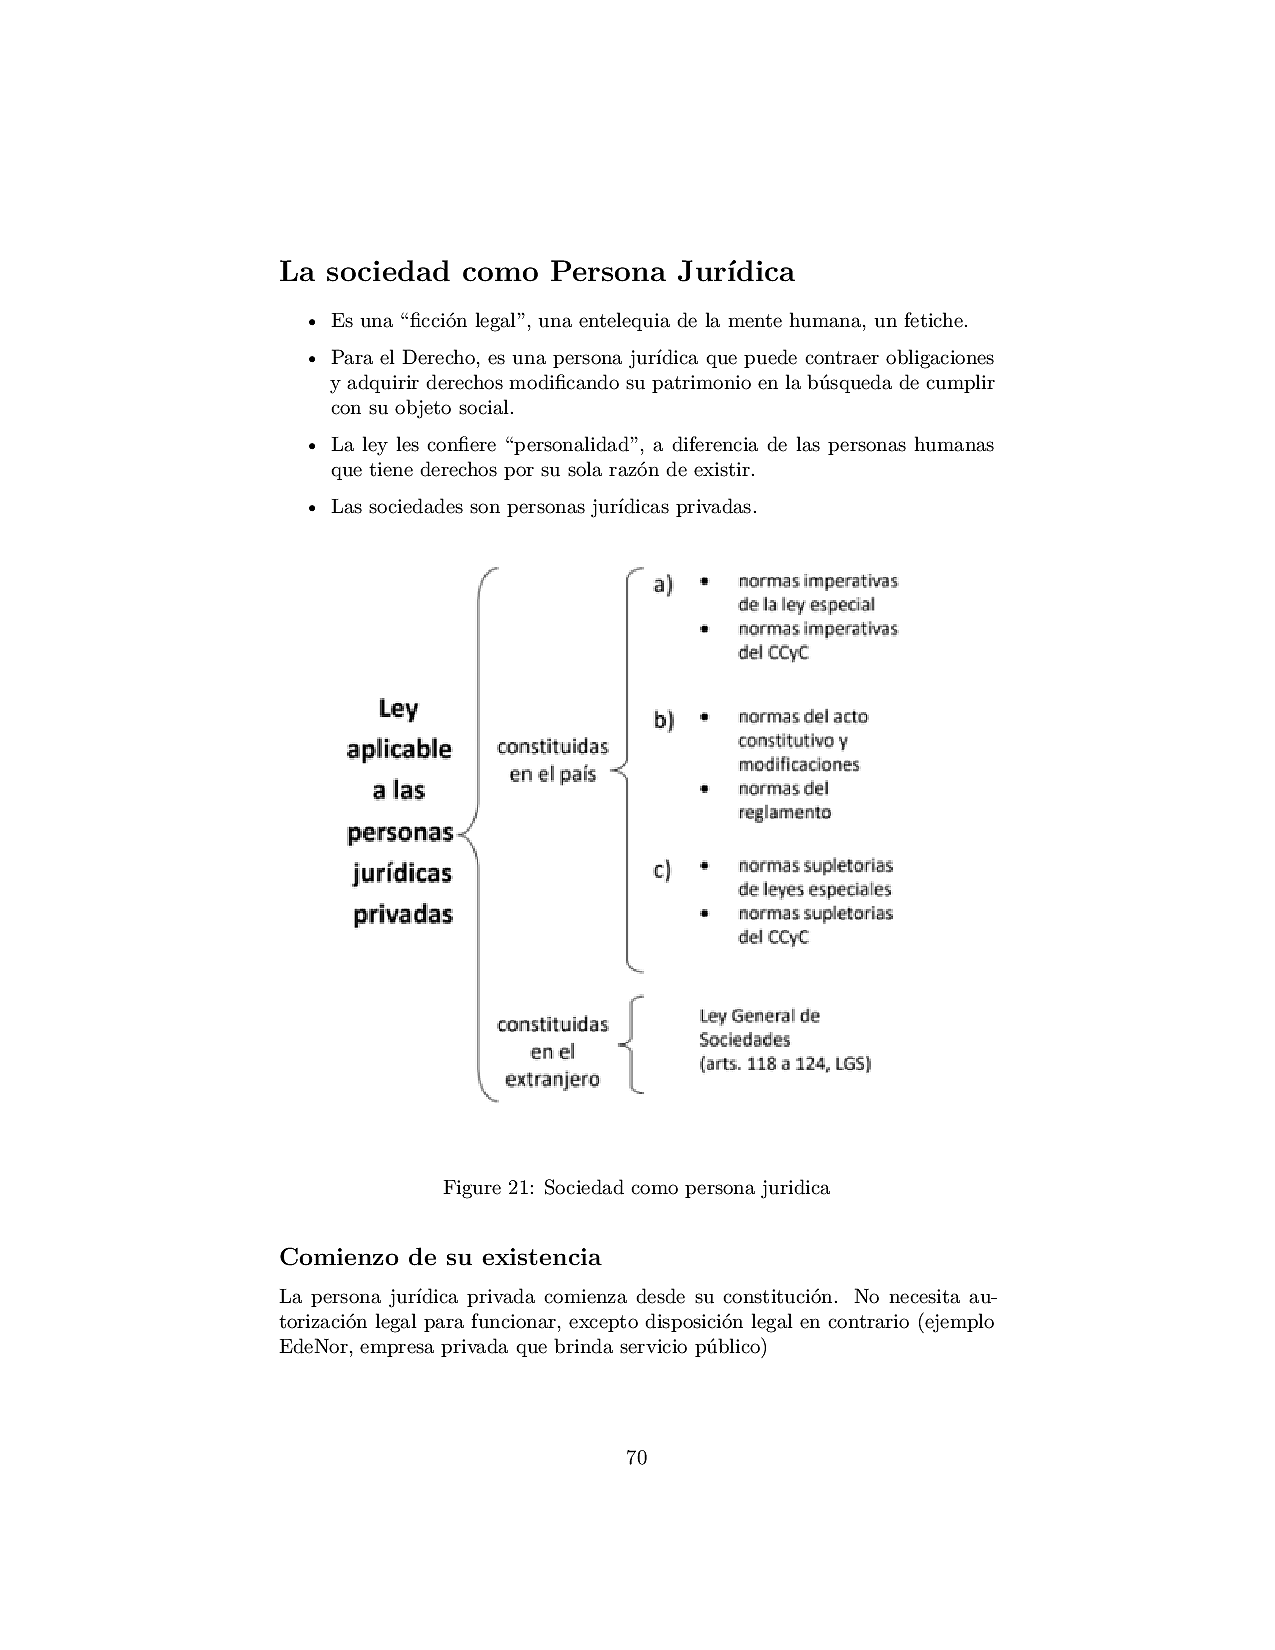 La sociedad como Persona Jurídica
• Es una “ficción legal”, una entelequia de la mente humana, un fetiche.
• Para el Derecho, es una persona jurídica que puede contraer obligaciones
y adquirir derechos modificando su patrimonio en la búsqueda de cumplir
con su objeto social.
• La ley les confiere “personalidad”, a diferencia de las personas humanas
que tiene derechos por su sola razón de existir.
• Las sociedades son personas jurídicas privadas.
Ley
aplicable
a las
personas
jurídicas
privadas
constituidas
en el país
a) • normas imperativas
de la ley especial
• normas imperativas
del CCyC
b) • normas del acto
constitutivo y
modificaciones
• normas del
reglamento
c) • normas supletorias
de leyes especiales
• normas supletorias
del CCyC
constituidas
en el
extranjero
Ley General de
Sociedades
(arts. 118 a 124, LGS)
Figure 21: Sociedad como persona juridica
Comienzo de su existencia
La persona jurídica privada comienza desde su constitución. No necesita au-
torización legal para funcionar, excepto disposición legal en contrario (ejemplo
EdeNor, empresa privada que brinda servicio público)
70